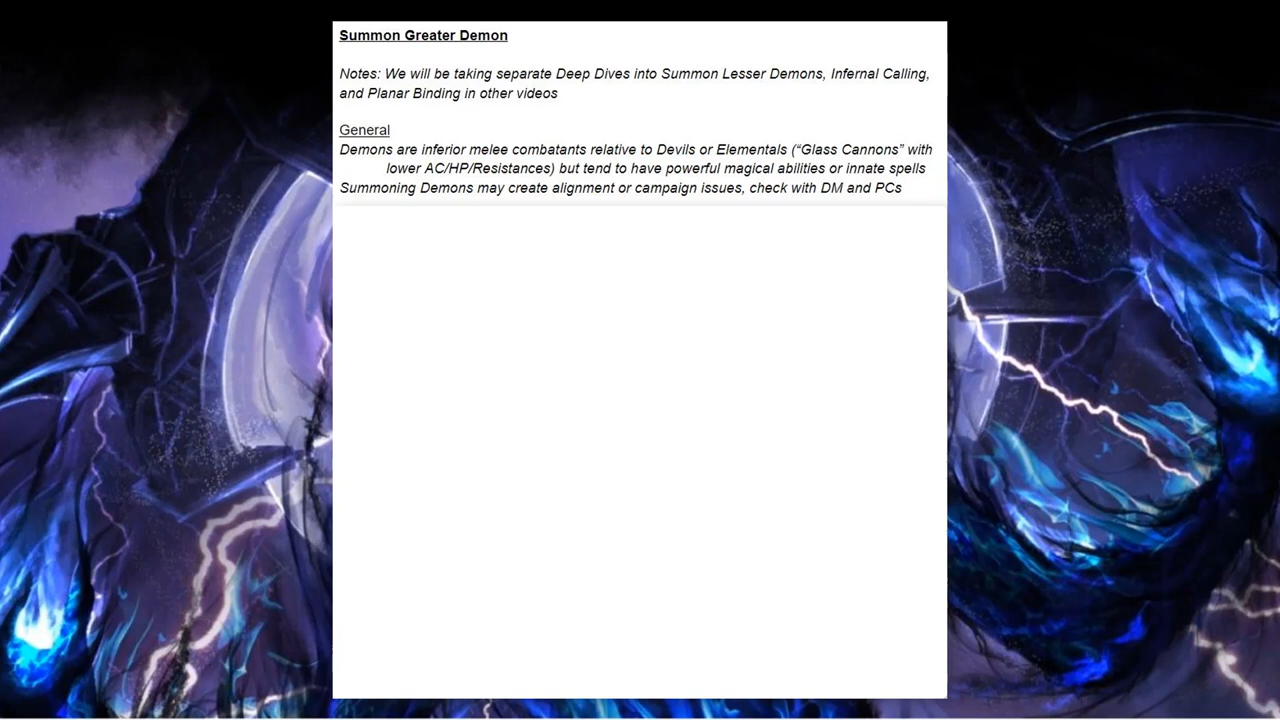 Summon Greater Demon
Notes: We will be taking separate Deep Dives into Summon Lesser Demons, Infernal Calling,
and Planar Binding in other videos
General
Demons are inferior melee combatants relative to Devils or Elementals (“Glass Cannons” with
lower AC/HP/Resistances) but tend to have powerful magical abilities or innate spells
Summoning Demons may create alignment or campaign issues, check with DM and PCs